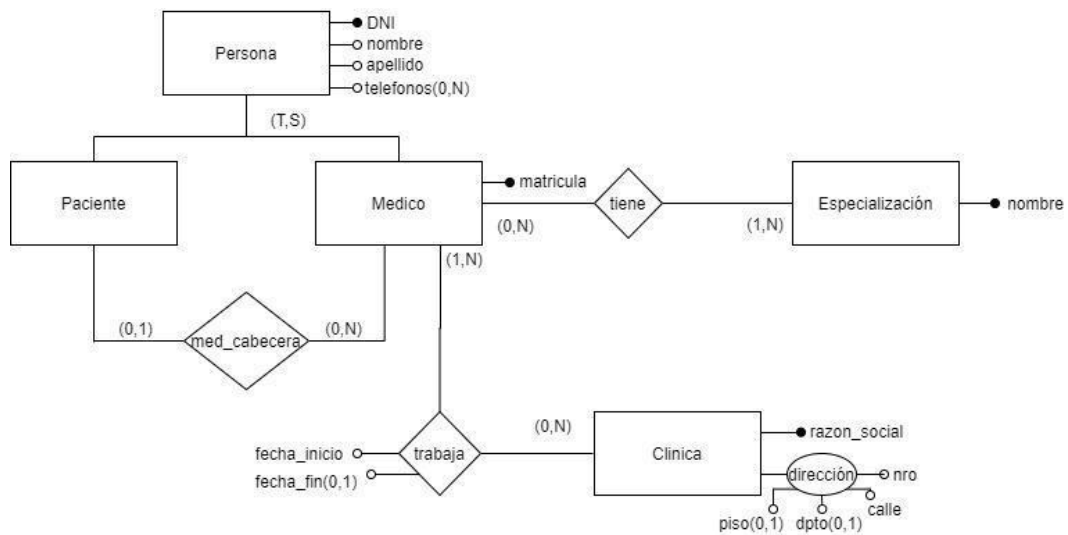 Persona
DNI
nombre
apellido
telefonos(0,N)
(T,S)
Paciente
Medico
matricula
tiene
Especialización
nombre
(0,N)
(1,N)
(1,N)
(0,1)
med_cabecera
(0,N)
fecha_inicio
fecha_fin(0,1)
trabaja
(0,N)
Clinica
razon_social
dirección
nro
calle
piso(0,1)
dpto(0,1)